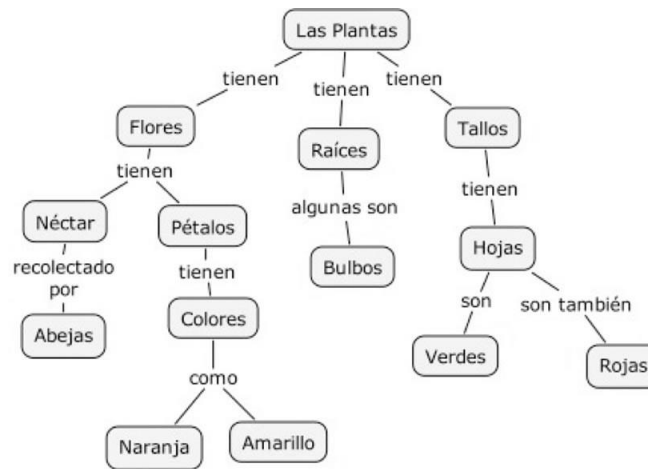 Las Plantas
tienen
tienen
tienen
Flores
Raíces
Tallos
tienen
algunas son
tienen
Néctar
Pétalos
Bulbos
Hojas
recolectado
por
tienen
son
son también
Abejas
Colores
Verdes
Rojas
como
Naranja
Amarillo